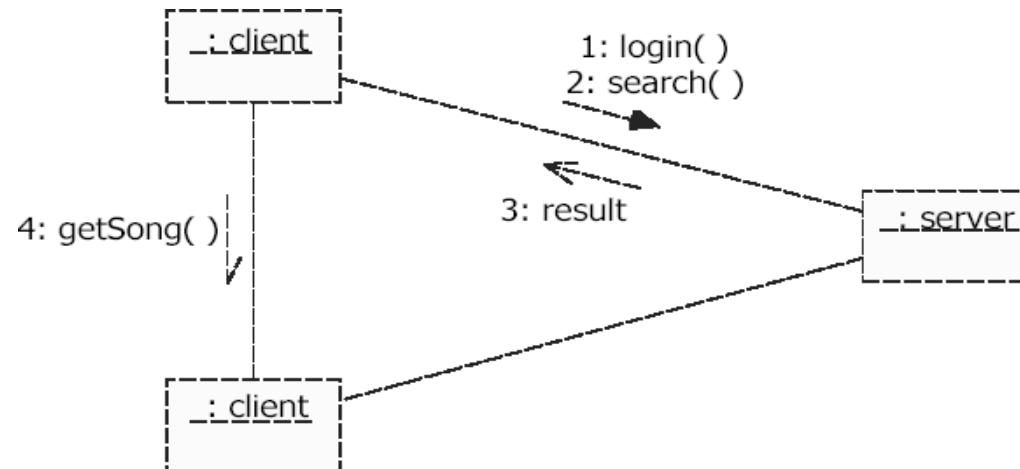 : client
1: login( )
2: search( )
3: result
: server
4: getSong( )
: client